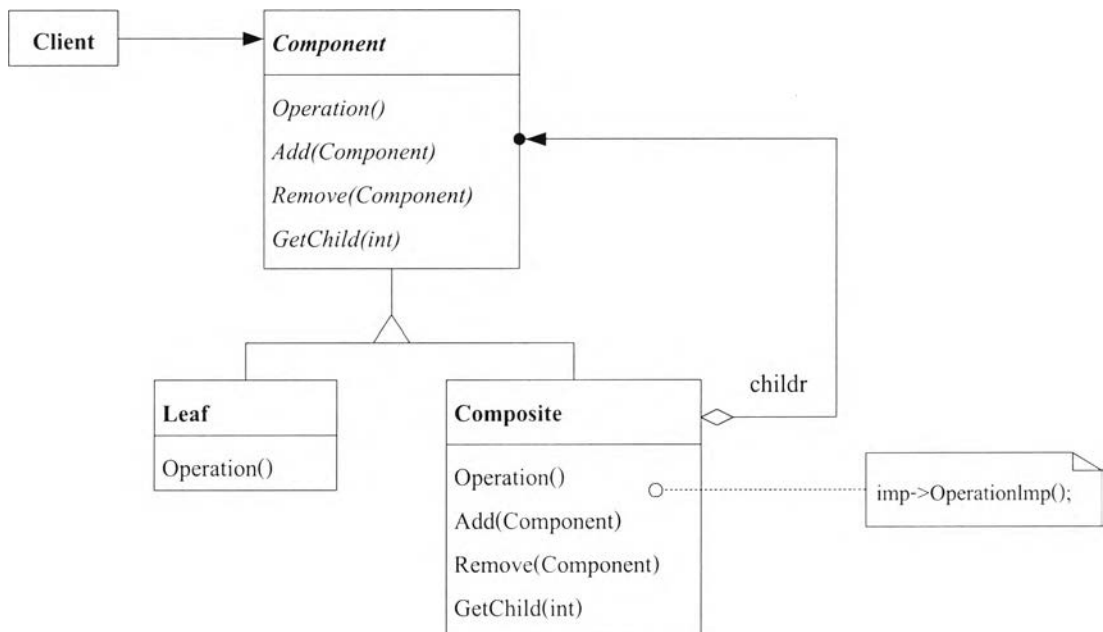 Client
Component
Operation()
Add(Component)
Remove(Component)
GetChild(int)
Leaf
Operation()
childr
Composite
Operation()
Add(Component)
Remove(Component)
GetChild(int)
imp->OperationImp();